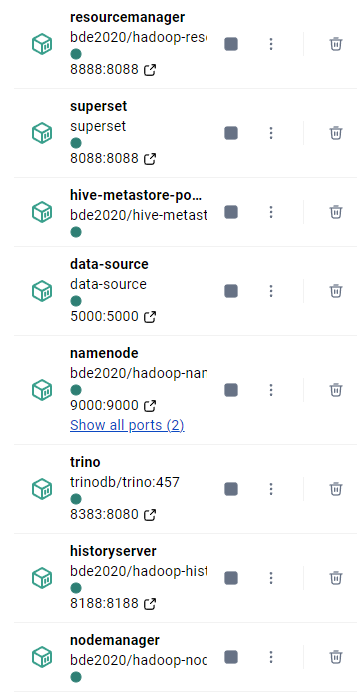 resourcemanager
bde2020/hadoop-res
8888:8088
superset
superset
8088:8088
hive-metastore-po...
bde2020/hive-metast
data-source
data-source
5000:5000
namenode
bde2020/hadoop-nar
9000:9000
Show all ports (2)
trino
trinodb/trino:457
8383:8080
historyserver
bde2020/hadoop-hist
8188:8188
nodemanager
bde2020/hadoop-noc